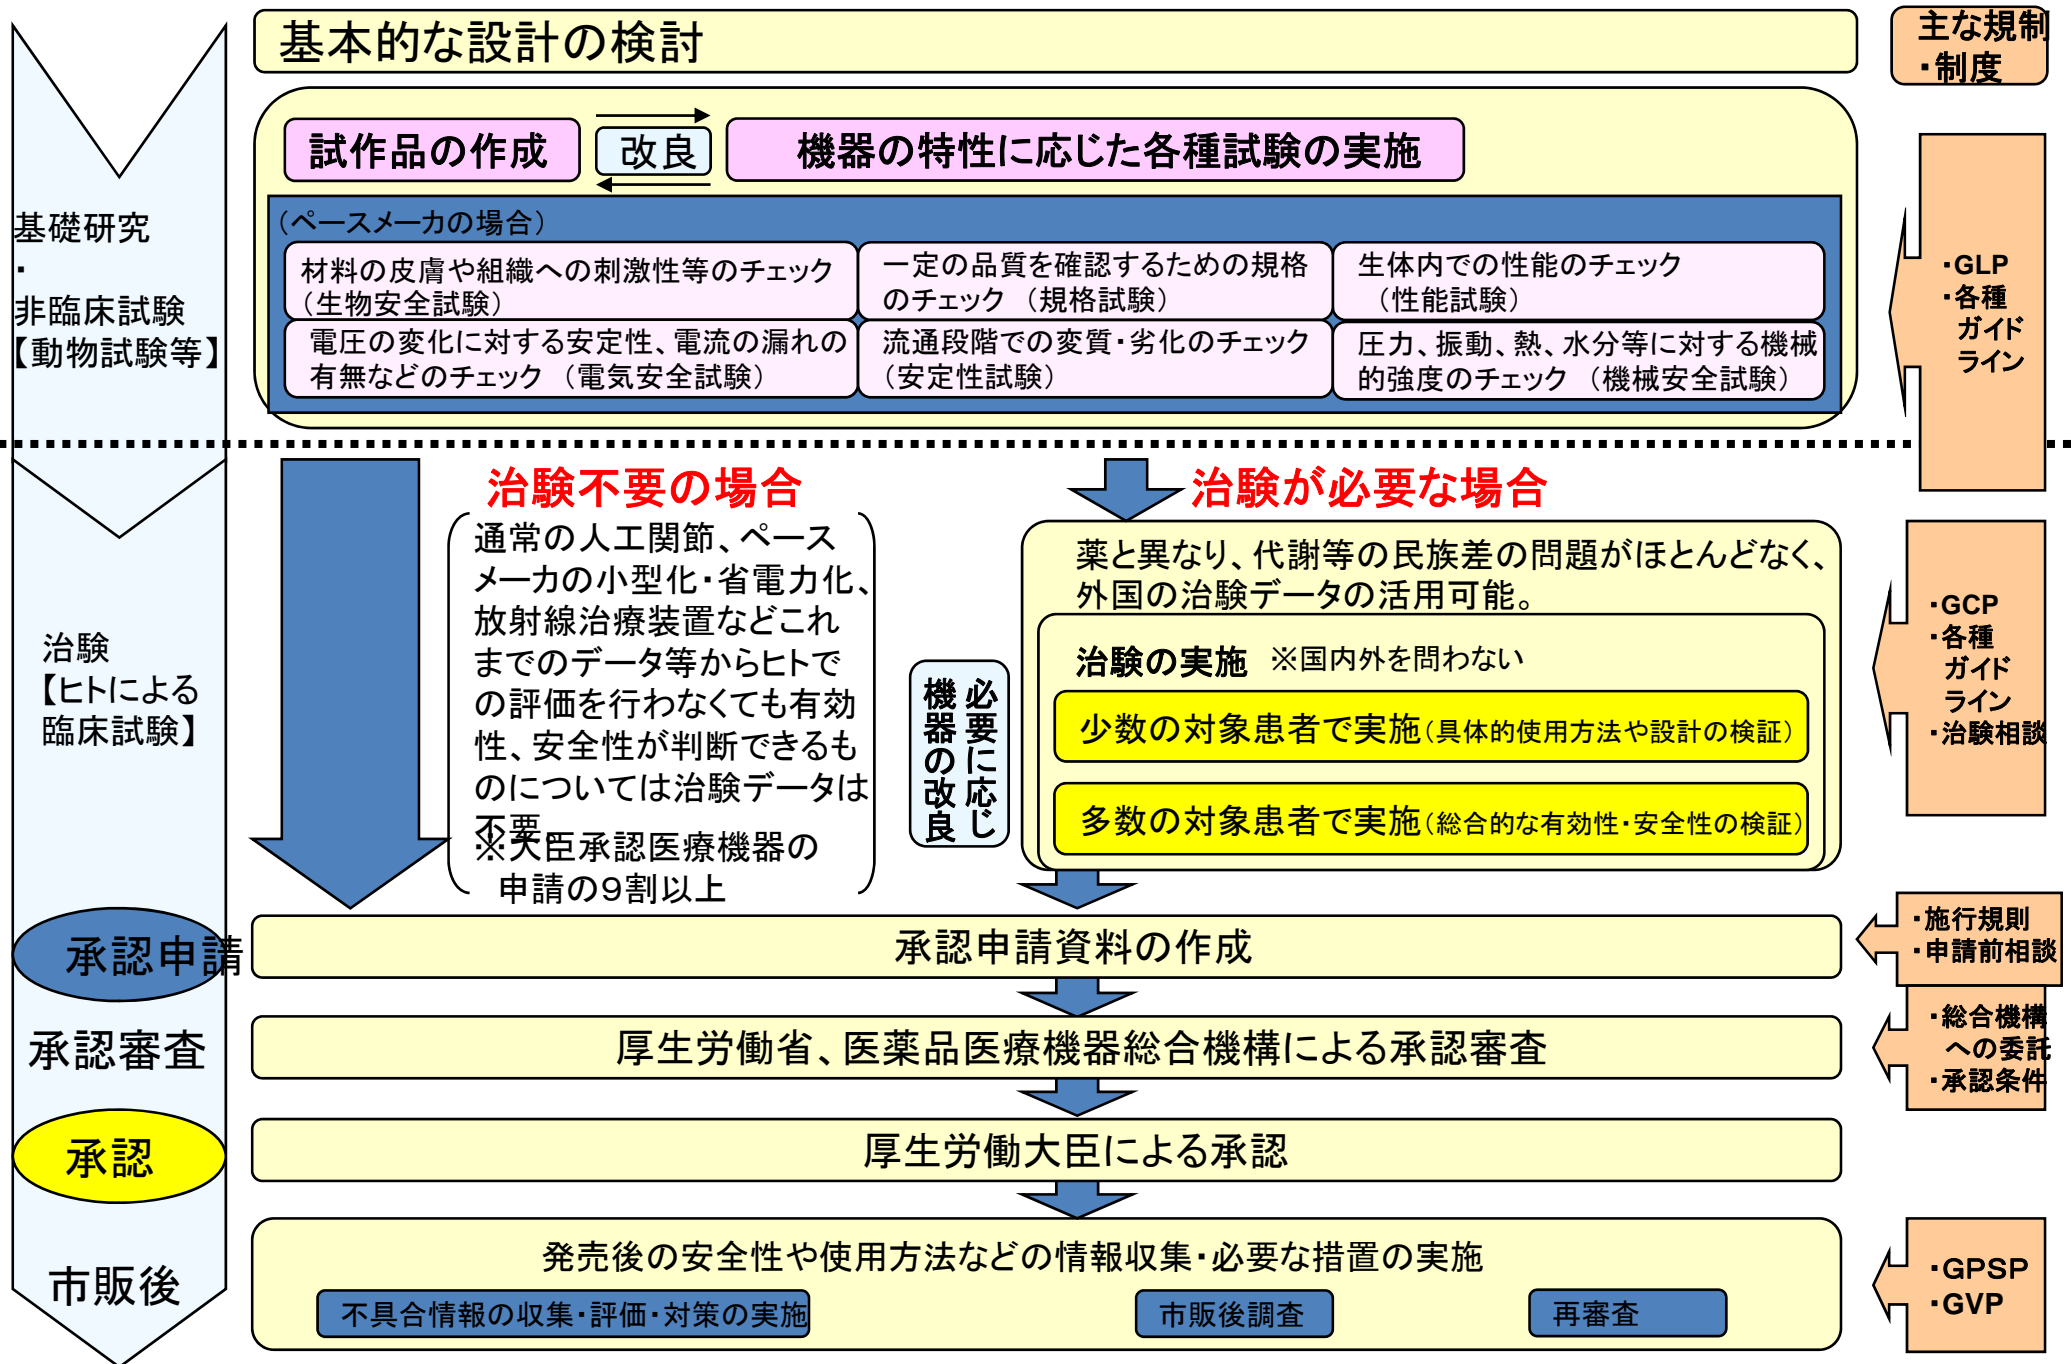 基本的な設計の検討
主な規制
・制度
試作品の作成
改良
機器の特性に応じた各種試験の実施
基礎研究
・
非臨床試験
【動物試験等】
（ペースメーカの場合）
材料の皮膚や組織への刺激性等のチェック
（生物安全試験）
一定の品質を確認するための規格
のチェック （規格試験）
生体内での性能のチェック
（性能試験）
電圧の変化に対する安定性、電流の漏れの
有無などのチェック （電気安全試験）
流通段階での変質・劣化のチェック
（安定性試験）
圧力、振動、熱、水分等に対する機械
的強度のチェック （機械安全試験）
・GLP
・各種
ガイド
ライン
治験不要の場合
通常の人工関節、ペース
メーカの小型化・省電力化、
放射線治療装置などこれ
までのデータ等からヒトで
の評価を行わなくても有効
性、安全性が判断できるも
のについては治験データは
不要。
※大臣承認医療機器の
申請の９割以上
治験が必要な場合
薬と異なり、代謝等の民族差の問題がほとんどなく、
外国の治験データの活用可能。
治験の実施 ※国内外を問わない
少数の対象患者で実施（具体的使用方法や設計の検証）
多数の対象患者で実施（総合的な有効性・安全性の検証）
必要に応じ
機器の改良
治験
【ヒトによる
臨床試験】
・GCP
・各種
ガイド
ライン
・治験相談
承認申請
承認申請資料の作成
・施行規則
・申請前相談
承認審査
厚生労働省、医薬品医療機器総合機構による承認審査
・総合機構
への委託
・承認条件
承認
厚生労働大臣による承認
市販後
発売後の安全性や使用方法などの情報収集・必要な措置の実施
不具合情報の収集・評価・対策の実施
市販後調査
再審査
・GPSP
・GVP